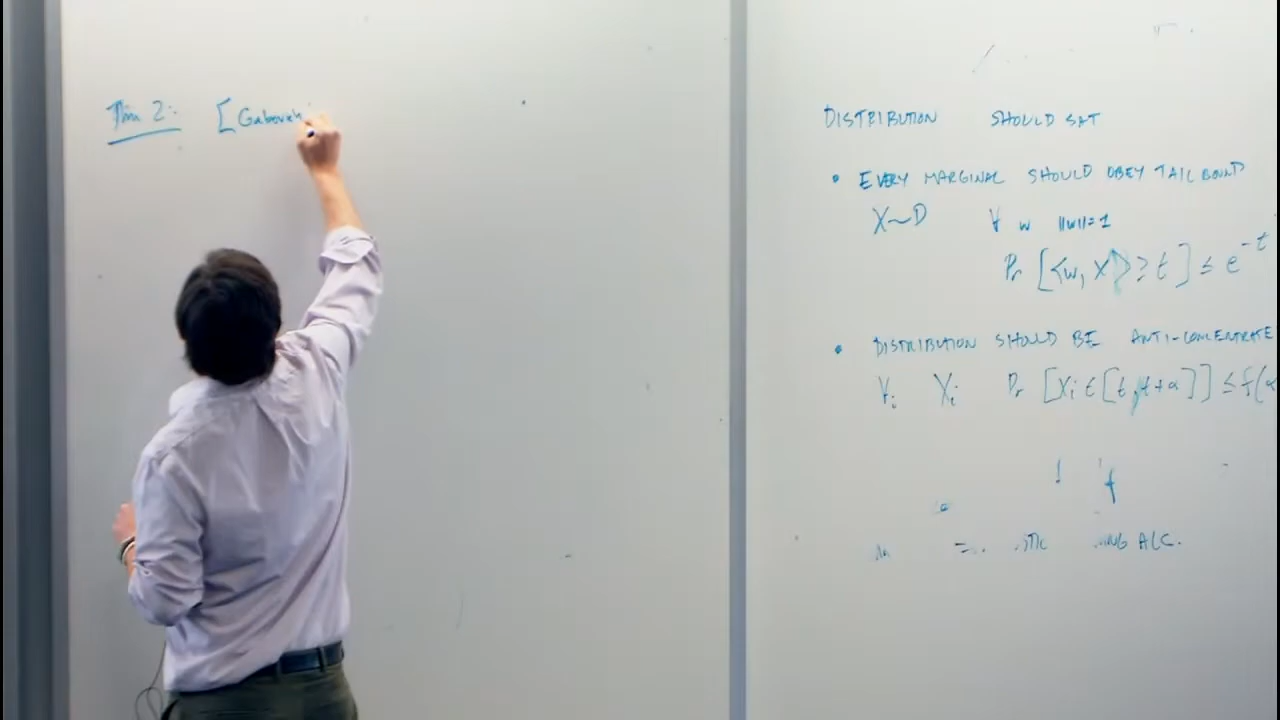 Thm 2: [Gabovich
DISTRIBUTION SHOULD SAT
• EVERY MARGINAL SHOULD OBEY TAIL BOUND
X~D ∀ w ||w||=1
Pr [<w, X> ≥ t] ≤ e^{-t}
• DISTRIBUTION SHOULD BE ANTI-CONCENTRATE
∀i Xi Pr [Xi ∈ [t, t+α]] ≤ f(α
ALG.